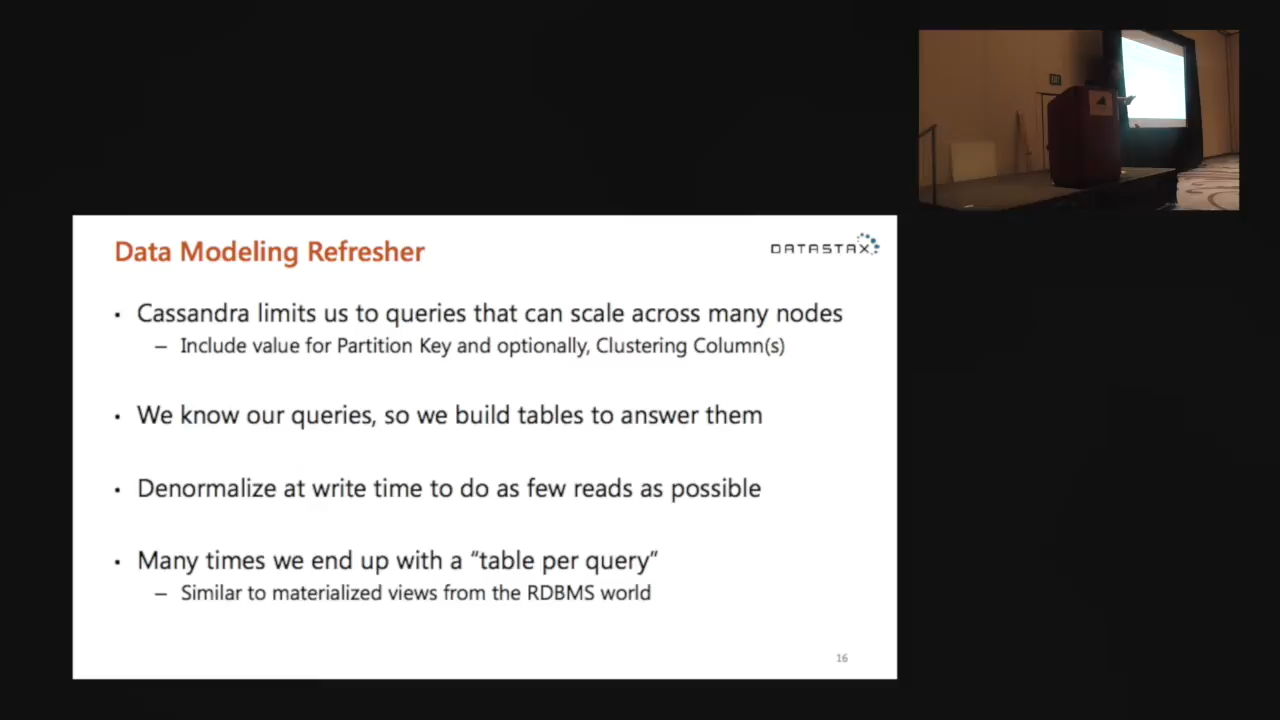 Data Modeling Refresher
DATASTAX
• Cassandra limits us to queries that can scale across many nodes
– Include value for Partition Key and optionally, Clustering Column(s)
• We know our queries, so we build tables to answer them
• Denormalize at write time to do as few reads as possible
• Many times we end up with a “table per query”
– Similar to materialized views from the RDBMS world
16